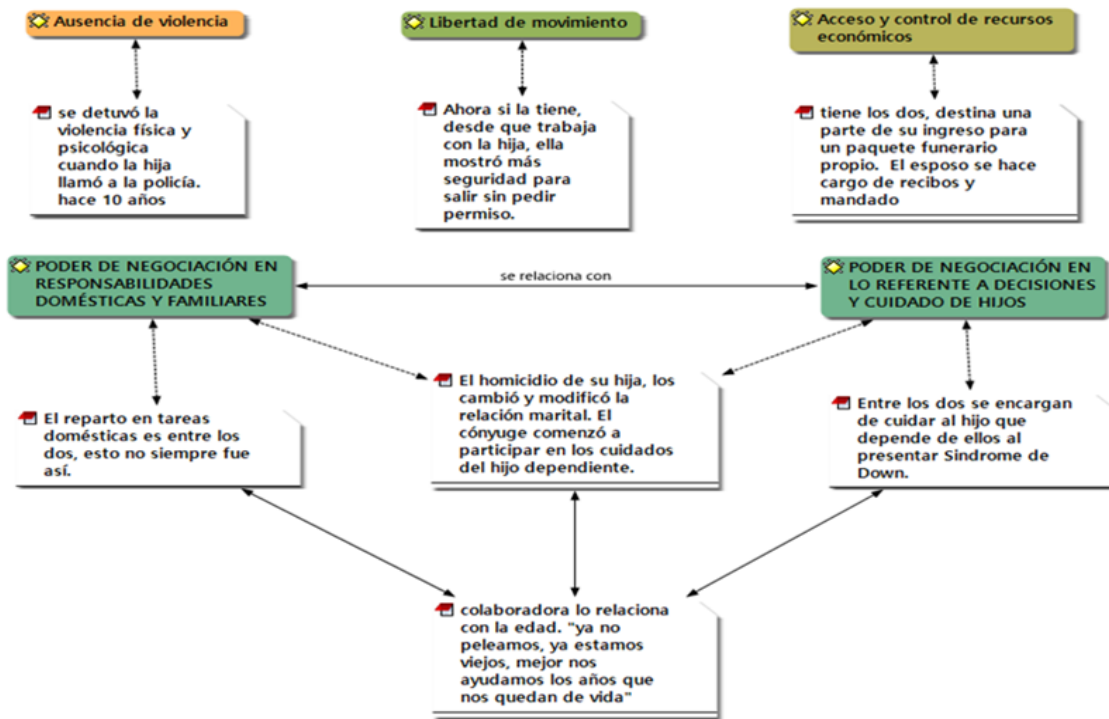 Ausencia de violencia
Libertad de movimiento
Acceso y control de recursos
económicos
se detuvó la
violencia física y
psicológica
cuando la hija
llamó a la policía.
hace 10 años
Ahora si la tiene,
desde que trabaja
con la hija, ella
mostró más
seguridad para
salir sin pedir
permiso.
tiene los dos, destina una
parte de su ingreso para
un paquete funerario
propio. El esposo se hace
cargo de recibos y
mandado
PODER DE NEGOCIACIÓN EN
RESPONSABILIDADES
DOMÉSTICAS Y FAMILIARES
se relaciona con
PODER DE NEGOCIACIÓN EN
LO REFERENTE A DECISIONES
Y CUIDADO DE HIJOS
El reparto en tareas
domésticas es entre los
dos, esto no siempre fue
así.
El homicidio de su hija, los
cambió y modificó la
relación marital. El
cónyuge comenzó a
participar en los cuidados
del hijo dependiente.
Entre los dos se encargan
de cuidar al hijo que
depende de ellos al
presentar Sindrome de
Down.
colaboradora lo relaciona
con la edad. "ya no
peleamos, ya estamos
viejos, mejor nos
ayudamos los años que
nos quedan de vida"